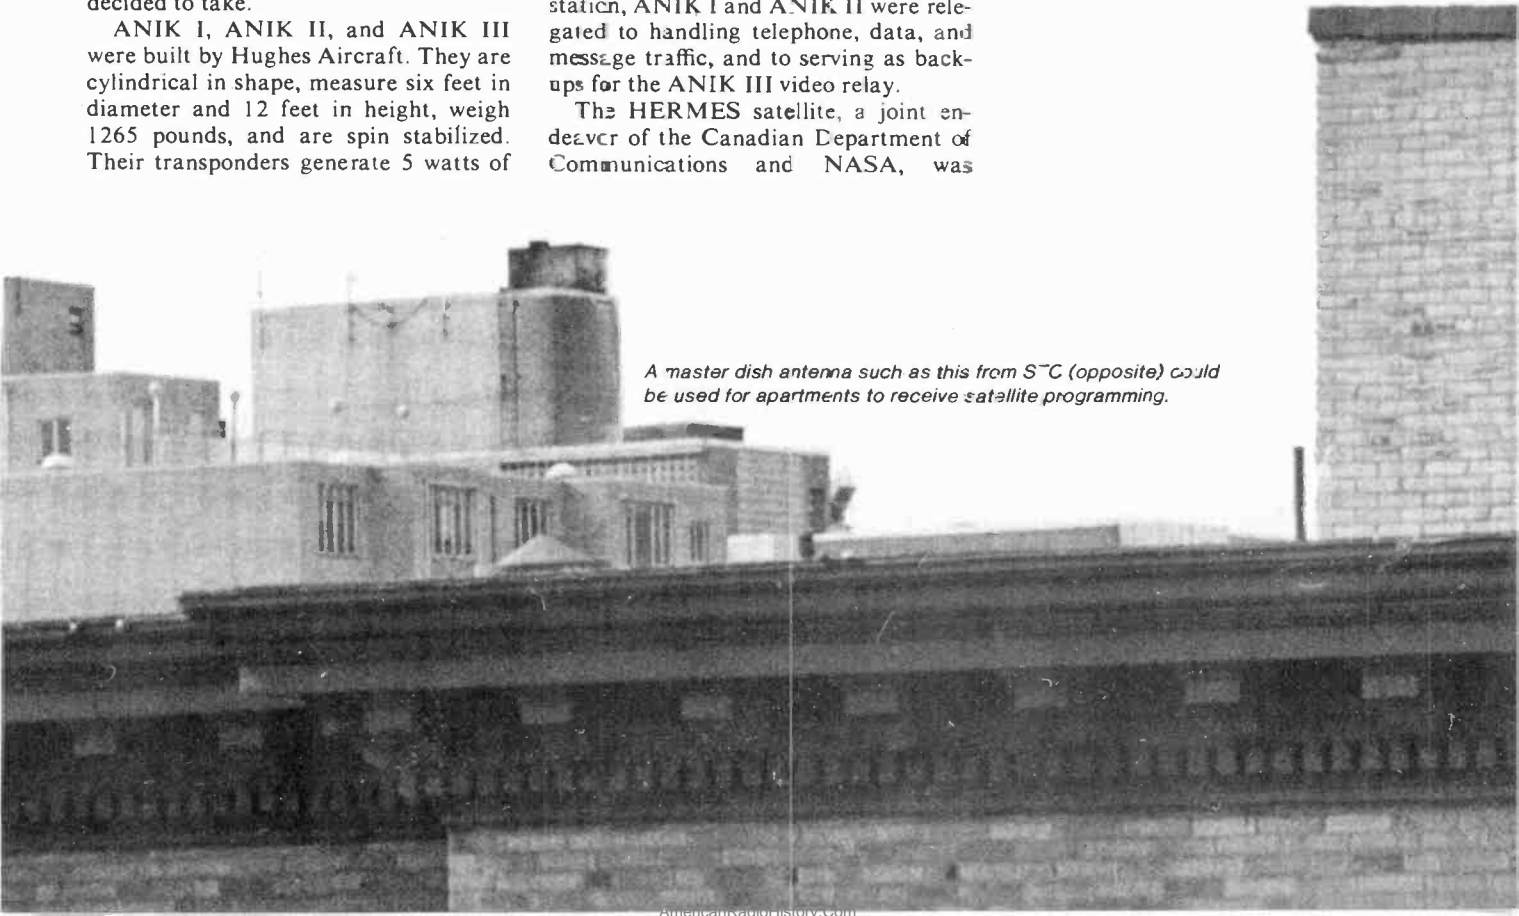 decided to take.
ANIK I, ANIK II, and ANIK III
were built by Hughes Aircraft. They are
cylindrical in shape, measure six feet in
diameter and 12 feet in height, weigh
1265 pounds, and are spin stabilized.
Their transponders generate 5 watts of
station, ANIK I and ANIK II were rele-
gated to handling telephone, data, and
message traffic, and to serving as back-
ups for the ANIK III video relay.
The HERMES satellite, a joint en-
deavor of the Canadian Department of
Communications and NASA, was
A master dish antenna such as this from STC (opposite) could
be used for apartments to receive satellite programming.
AmericanRadioHistory.Com